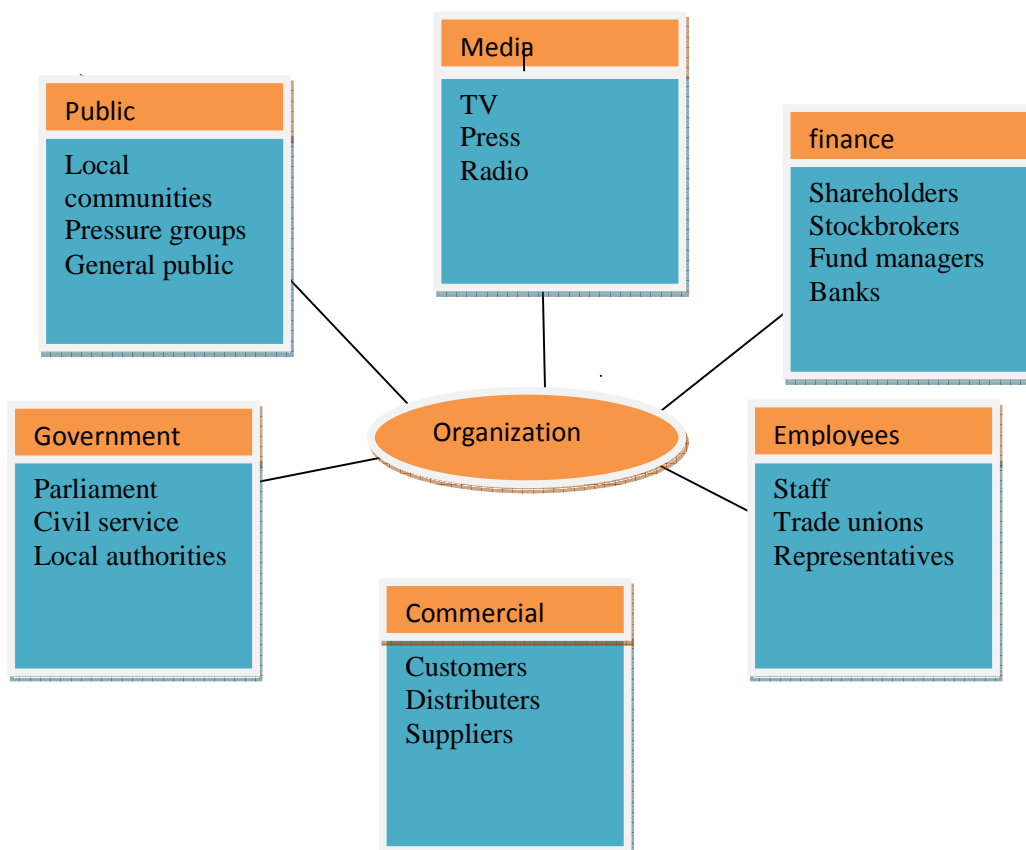 Media
TV
Press
Radio
Public
Local
communities
Pressure groups
General public
finance
Shareholders
Stockbrokers
Fund managers
Banks
Organization
Government
Parliament
Civil service
Local authorities
Employees
Staff
Trade unions
Representatives
Commercial
Customers
Distributers
Suppliers